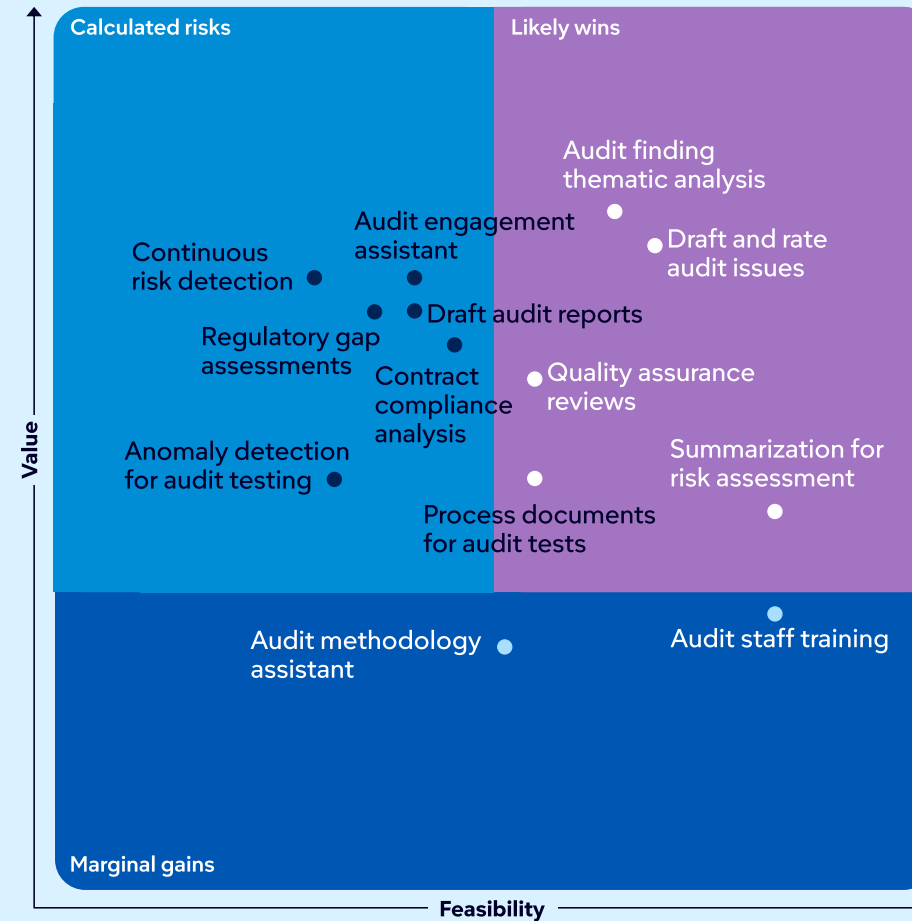 Calculated risks
Likely wins
Audit finding
thematic analysis
Audit engagement
assistant
Draft and rate
audit issues
Continuous
risk detection
Draft audit reports
Regulatory gap
assessments
Contract
compliance
analysis
Quality assurance
reviews
Value
Anomaly detection
for audit testing
Summarization for
risk assessment
Process documents
for audit tests
Audit methodology
assistant
Audit staff training
Marginal gains
Feasibility